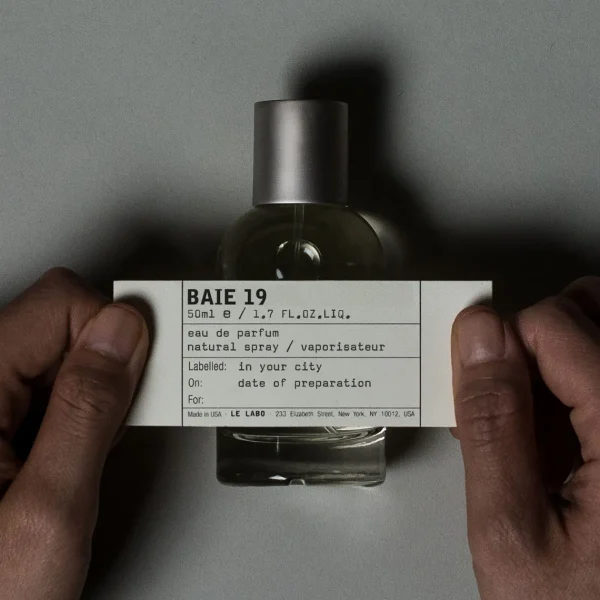 BAIE 19
50ml ℮ / 1.7 FL.OZ.LIQ.
eau de parfum
natural spray / vaporisateur
Labelled: in your city
On: date of preparation
For:
Made in USA - LE LABO - 233 Elizabeth Street, New York, NY 10012, USA